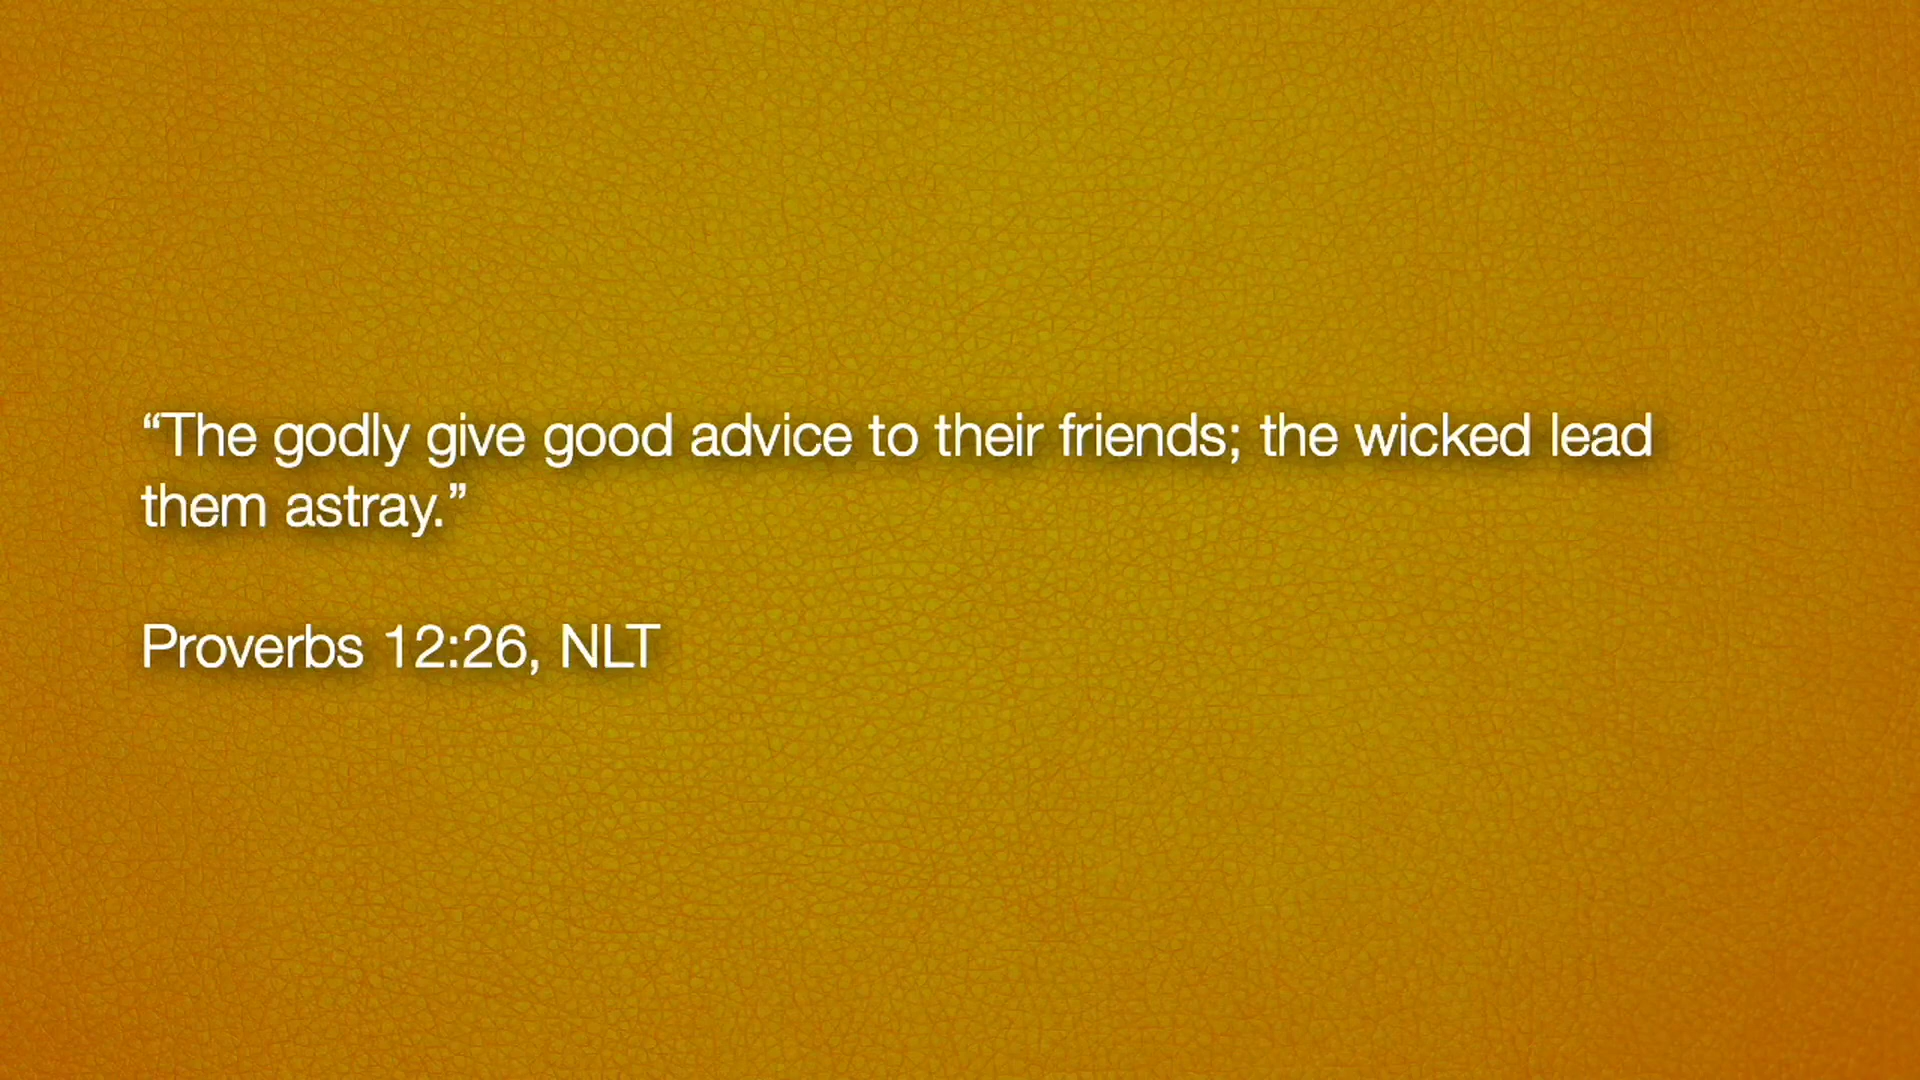 “The godly give good advice to their friends; the wicked lead
them astray.”
Proverbs 12:26, NLT